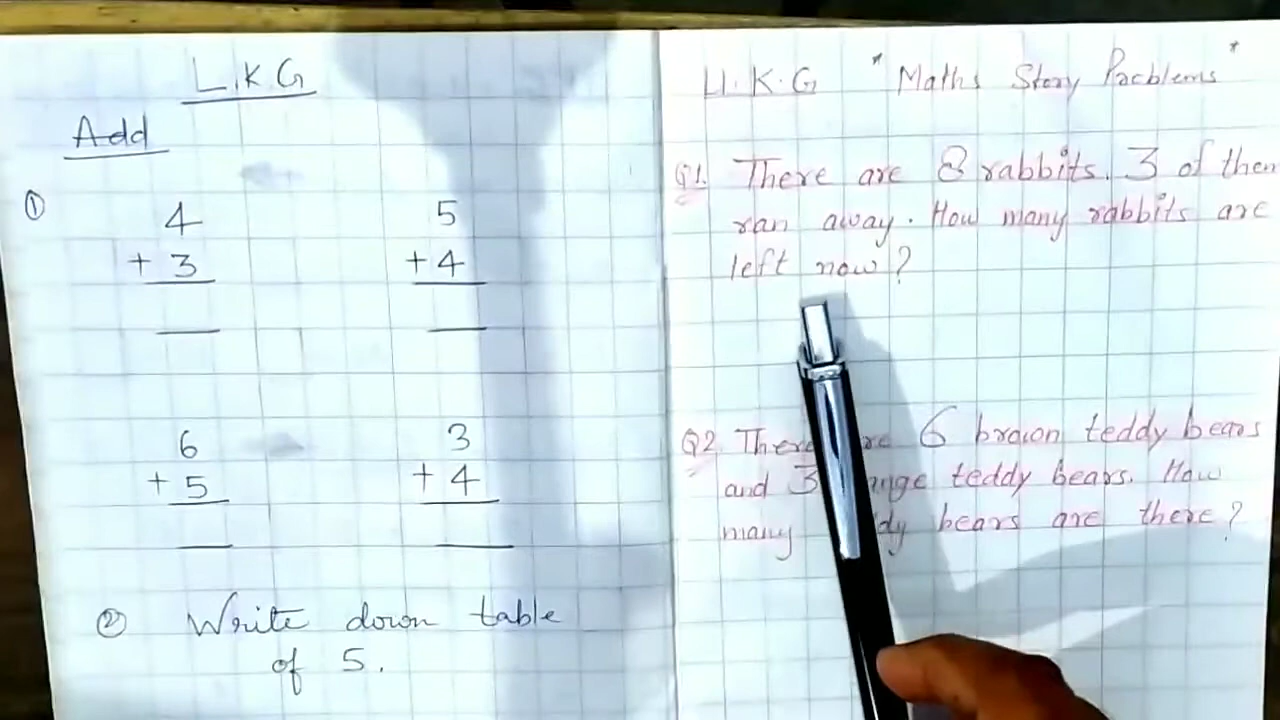 L.K.G
Add
① 4 5
+ 3 + 4
6 3
+ 5 + 4
② Write down table
of 5.
U.K.G "Maths Story Problems"
Q1. There are 8 rabbits. 3 of them
ran away. How many rabbits are
left now?
Q2. 6 brown teddy bears
and 3 teddy bears. How
many bears are there?